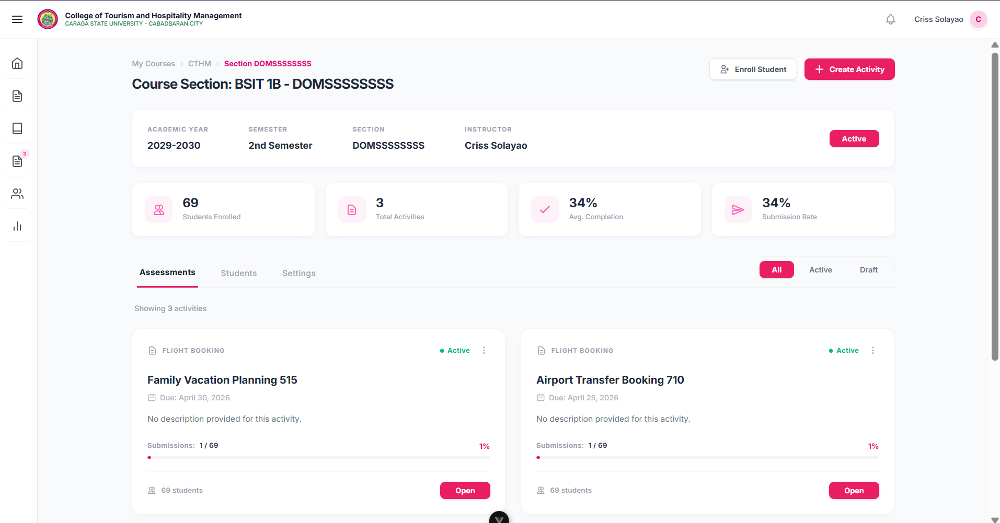 College of Tourism and Hospitality Management
CARAGA STATE UNIVERSITY - CABADBARAN CITY
Criss Solayao
C
3
My Courses › CTHM › Section DOMSSSSSSSS
Course Section: BSIT 1B - DOMSSSSSSSS
Enroll Student
Create Activity
ACADEMIC YEAR
2029-2030
SEMESTER
2nd Semester
SECTION
DOMSSSSSSSS
INSTRUCTOR
Criss Solayao
Active
69
Students Enrolled
3
Total Activities
34%
Avg. Completion
34%
Submission Rate
Assessments
Students
Settings
All
Active
Draft
Showing 3 activities
FLIGHT BOOKING
Active
Family Vacation Planning 515
Due: April 30, 2026
No description provided for this activity.
Submissions: 1 / 69
1%
69 students
Open
FLIGHT BOOKING
Active
Airport Transfer Booking 710
Due: April 25, 2026
No description provided for this activity.
Submissions: 1 / 69
1%
69 students
Open